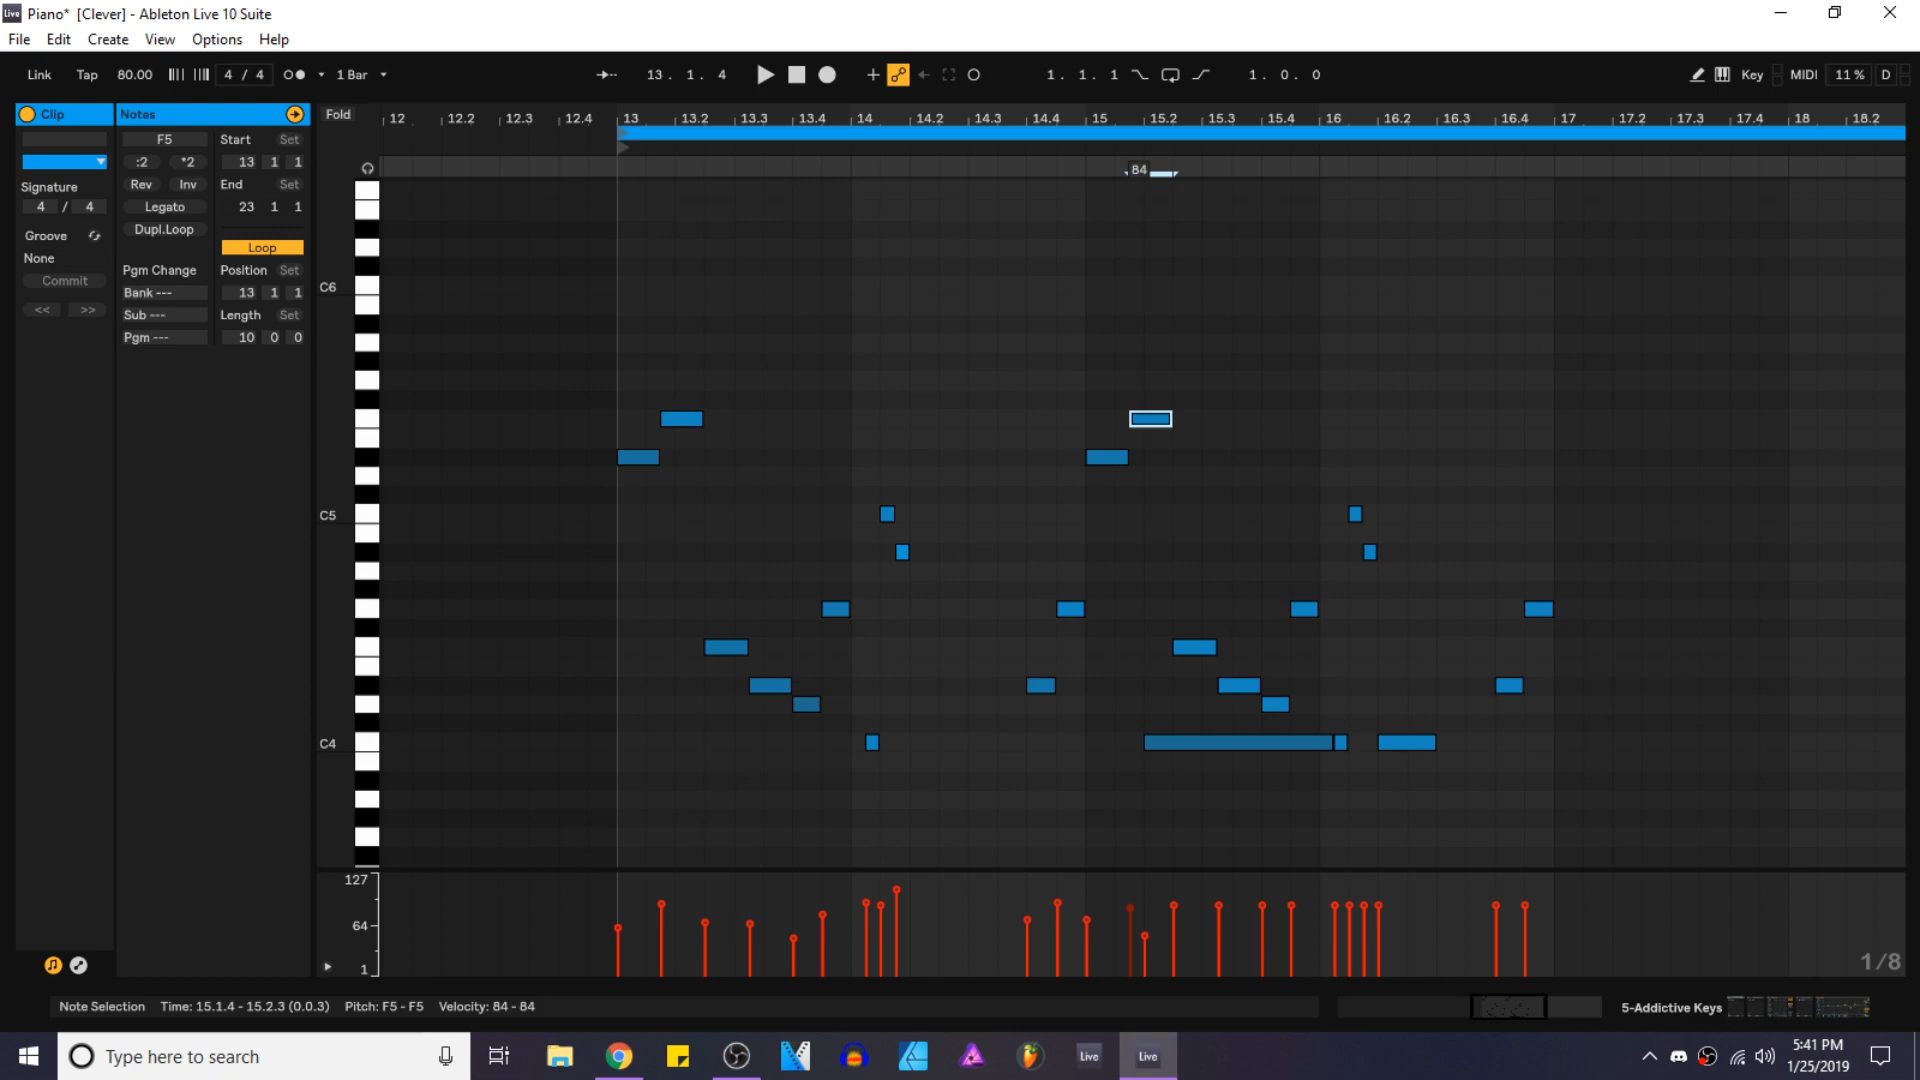 Live Piano* [Clever] - Ableton Live 10 Suite
File Edit Create View Options Help
Link Tap 80.00 4 / 4 1 Bar 13. 1. 4 1. 1. 1 1. 0. 0 Key MIDI 11 % D
Clip Notes Fold 12 12.2 12.3 12.4 13 13.2 13.3 13.4 14 14.2 14.3 14.4 15 15.2 15.3 15.4 16 16.2 16.3 16.4 17 17.2 17.3 17.4 18 18.2
F5 Start Set
:2 *2 13 1 1
84
Rev Inv End Set
Signature
4 / 4 Legato 23 1 1
Dupl.Loop
Groove
Loop
None
Pgm Change Position Set
Commit
Bank --- 13 1 1
<< >> Sub --- Length Set
Pgm --- 10 0 0
C6
C5
C4
127
64
1
1/8
Note Selection Time: 15.1.4 - 15.2.3 (0.0.3) Pitch: F5 - F5 Velocity: 84 - 84 5-Addictive Keys
Type here to search Live Live 5:41 PM
1/25/2019